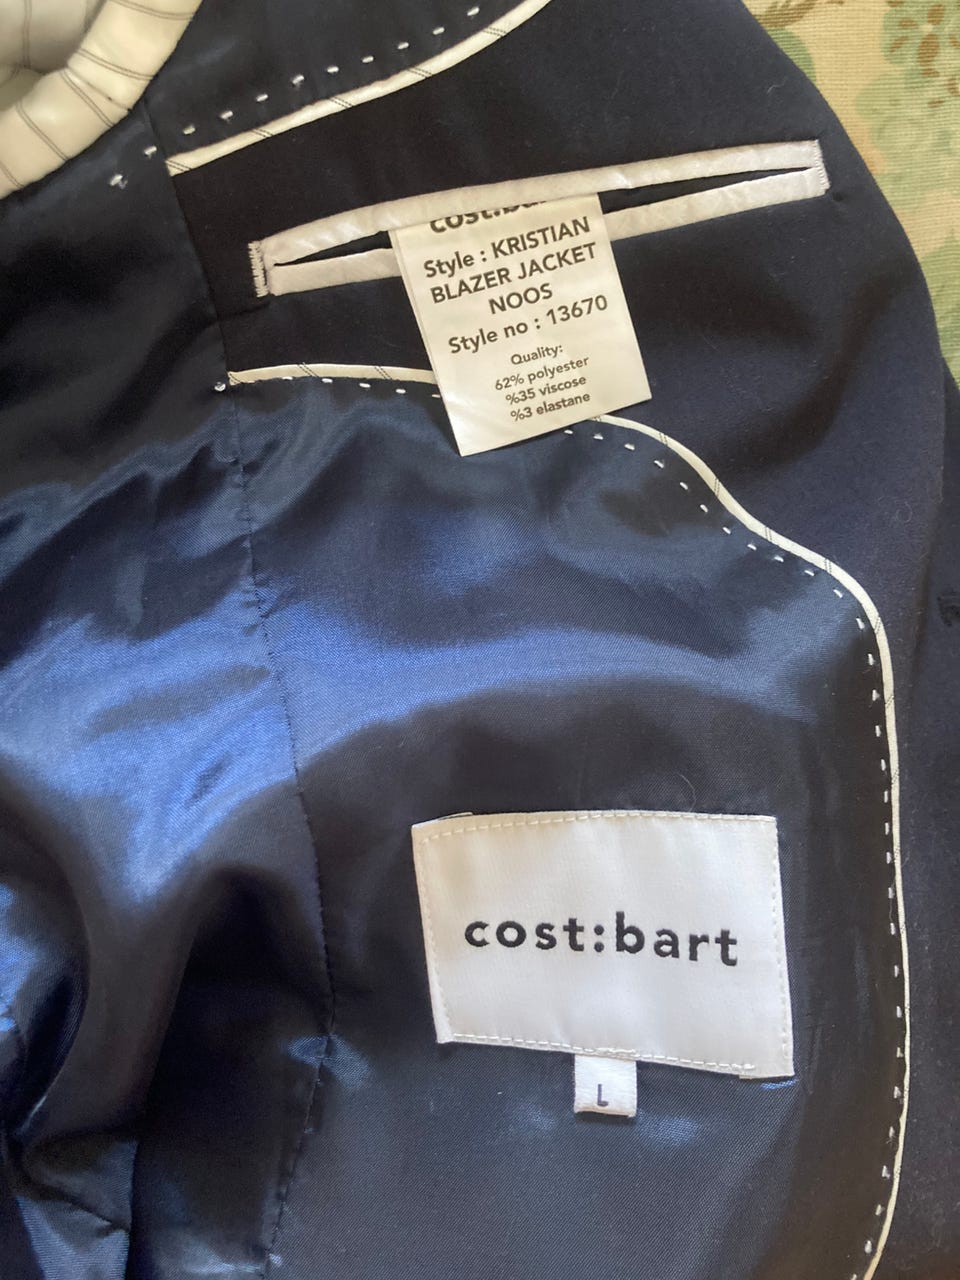 cost:bart
Style : KRISTIAN
BLAZER JACKET
NOOS
Style no : 13670
Quality:
62% polyester
%35 viscose
%3 elastane
cost:bart
L